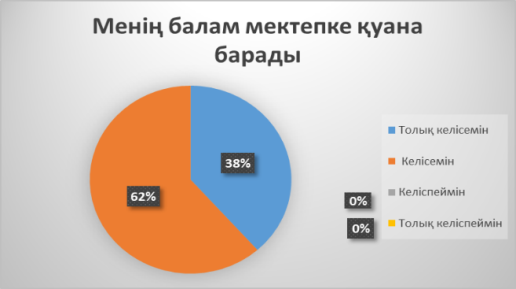 Менің балам мектепке қуана
барады
38%
62%
0%
0%
Толық келісемін
Келісемін
Келіспеймін
Толық келіспеймін